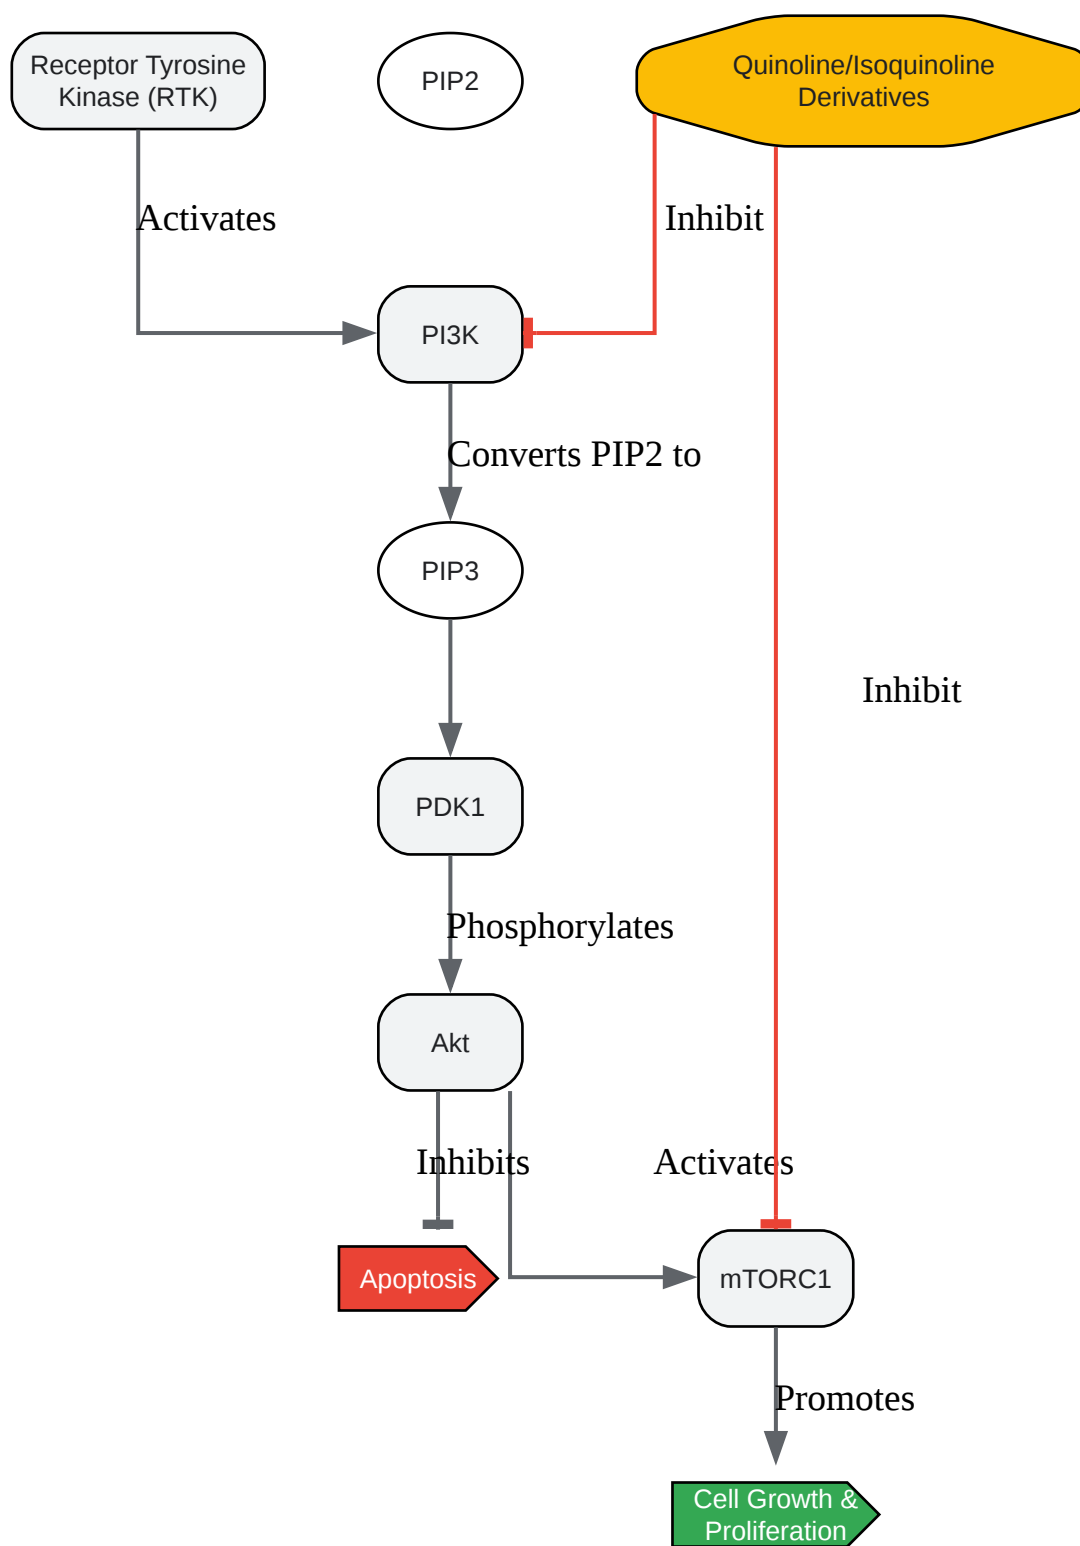 Receptor Tyrosine
Kinase (RTK)
PIP2
Quinoline/Isoquinoline
Derivatives
Activates
Inhibit
PI3K
Converts PIP2 to
PIP3
Inhibit
PDK1
Phosphorylates
Akt
Inhibits
Activates
Apoptosis
mTORC1
Promotes
Cell Growth &
Proliferation